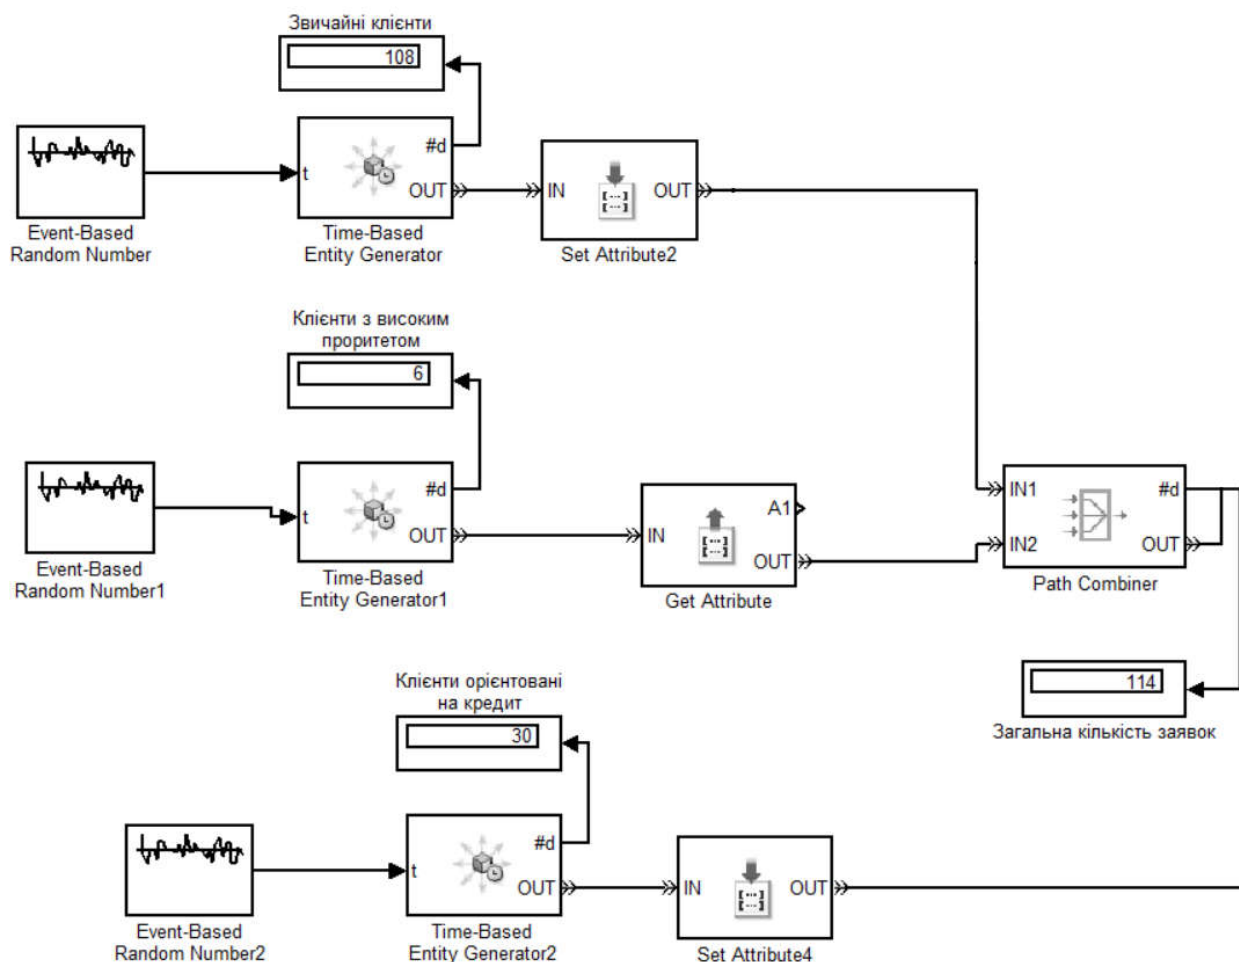 Звичайні клієнти
108
#d
t
OUT
IN
OUT
Event-Based
Random Number
Time-Based
Entity Generator
Set Attribute2
Клієнти з високим
проритетом
6
#d
t
OUT
A1
IN
OUT
IN1
#d
IN2
OUT
Event-Based
Random Number1
Time-Based
Entity Generator1
Get Attribute
Path Combiner
Клієнти орієнтовані
на кредит
30
114
Загальна кількість заявок
#d
t
OUT
IN
OUT
Event-Based
Random Number2
Time-Based
Entity Generator2
Set Attribute4